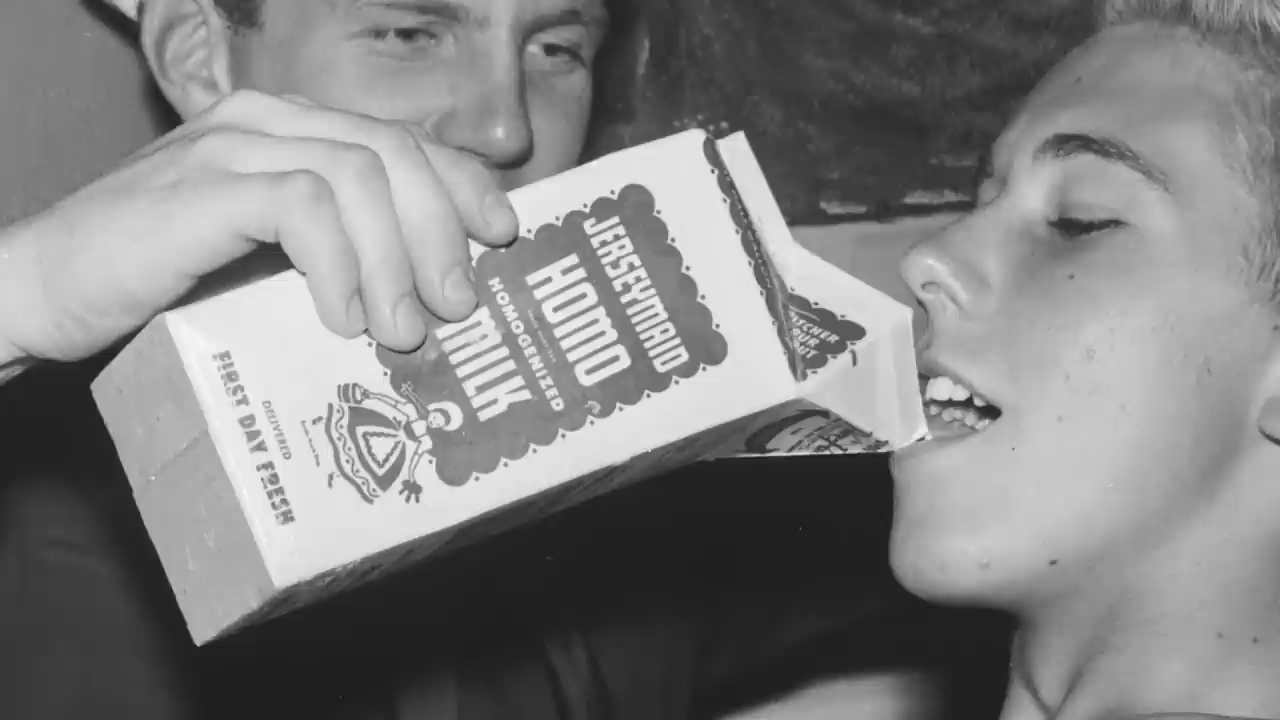 JERSEYMAID
HOMO
HOMOGENIZED
MILK
DELIVERED
FIRST DAY FRESH